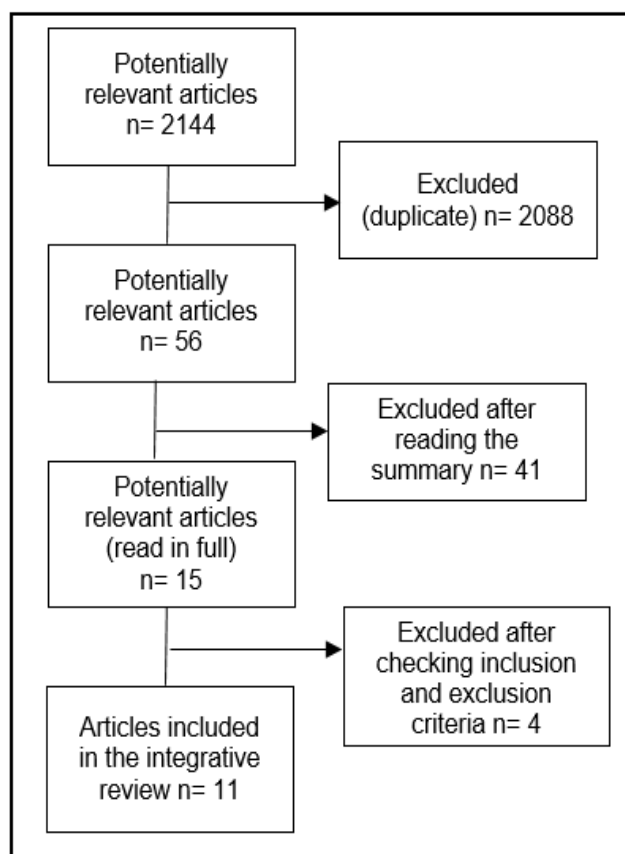 Potentially
relevant articles
n= 2144
Excluded
(duplicate) n= 2088
Potentially
relevant articles
n= 56
Excluded after
reading the
summary n= 41
Potentially
relevant articles
(read in full)
n= 15
Excluded after
checking inclusion
and exclusion
criteria n= 4
Articles included
in the integrative
review n= 11